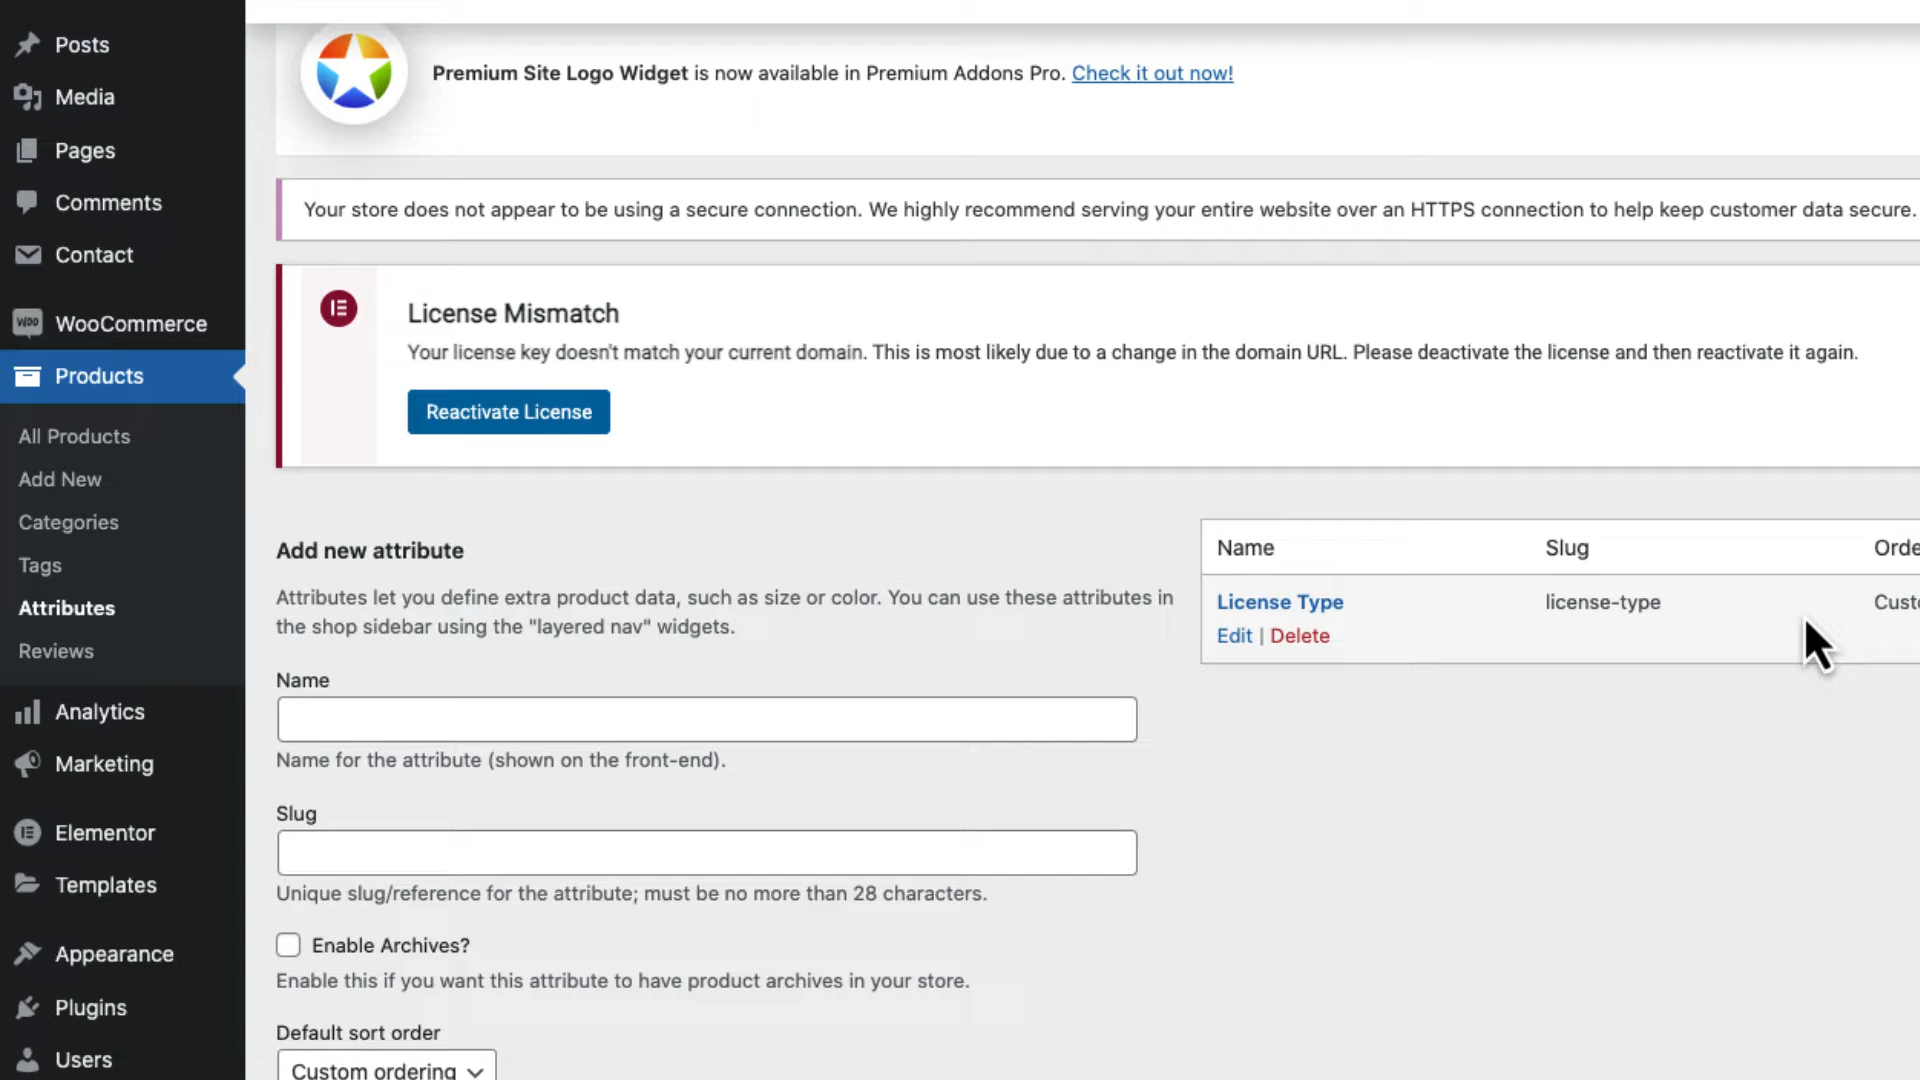 Posts
Media
Pages
Comments
Contact
WooCommerce
Products
All Products
Add New
Categories
Tags
Attributes
Reviews
Analytics
Marketing
Elementor
Templates
Appearance
Plugins
Users
Premium Site Logo Widget is now available in Premium Addons Pro. Check it out now!
Your store does not appear to be using a secure connection. We highly recommend serving your entire website over an HTTPS connection to help keep customer data secure.
License Mismatch
Your license key doesn't match your current domain. This is most likely due to a change in the domain URL. Please deactivate the license and then reactivate it again.
Reactivate License
Add new attribute
Attributes let you define extra product data, such as size or color. You can use these attributes in
the shop sidebar using the "layered nav" widgets.
Name
Name for the attribute (shown on the front-end).
Slug
Unique slug/reference for the attribute; must be no more than 28 characters.
Enable Archives?
Enable this if you want this attribute to have product archives in your store.
Default sort order
Custom ordering
Name Slug Orde
License Type license-type Custo
Edit | Delete